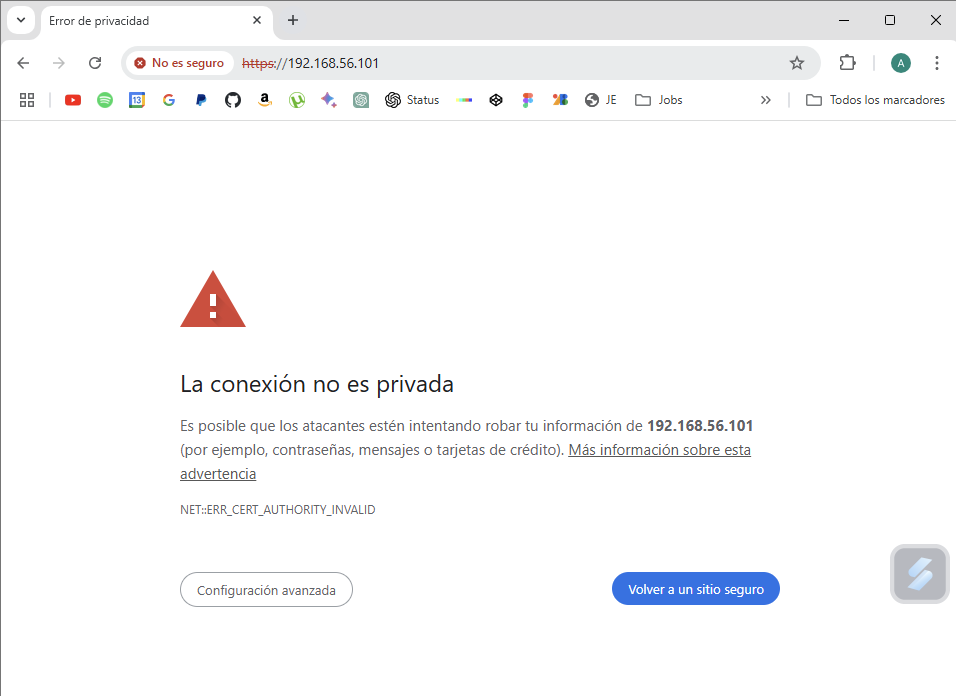 Error de privacidad
No es seguro https://192.168.56.101
A
13 Status JE Jobs Todos los marcadores
La conexión no es privada
Es posible que los atacantes estén intentando robar tu información de 192.168.56.101
(por ejemplo, contraseñas, mensajes o tarjetas de crédito). Más información sobre esta
advertencia
NET::ERR_CERT_AUTHORITY_INVALID
Configuración avanzada
Volver a un sitio seguro